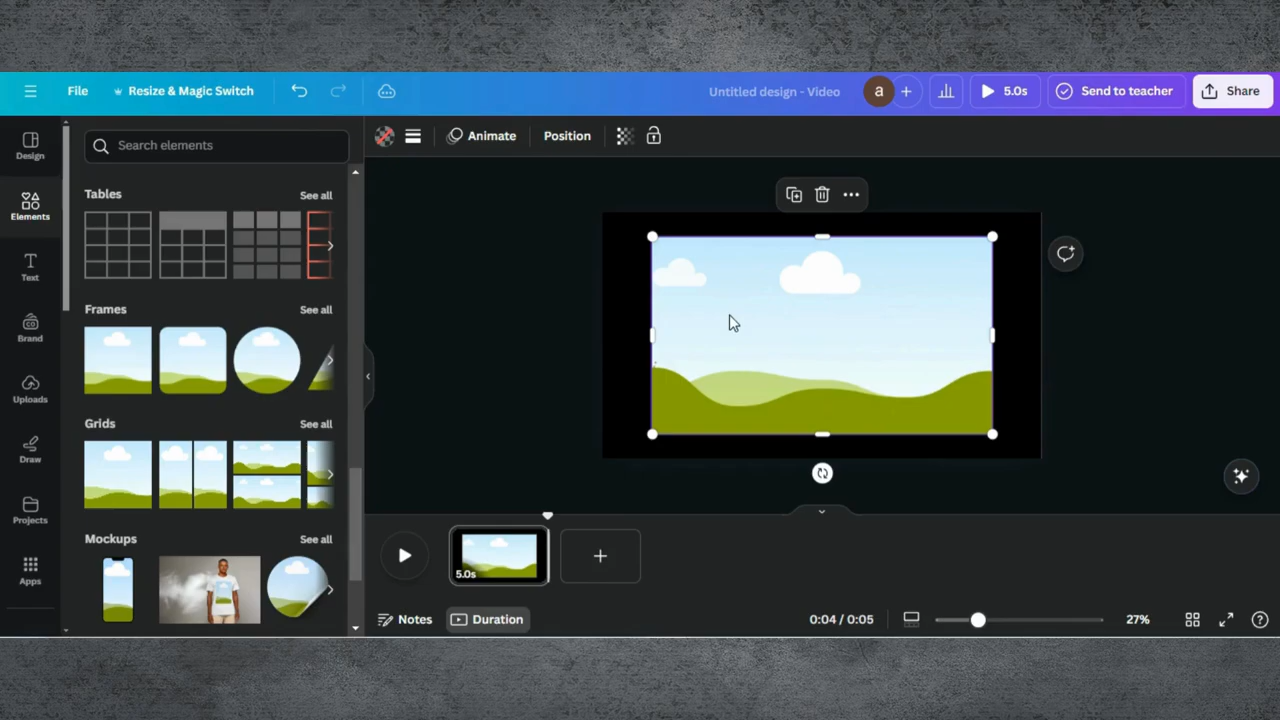 File
Resize & Magic Switch
Untitled design - Video
a
5.0s
Send to teacher
Share
Design
Elements
Text
Brand
Uploads
Draw
Projects
Apps
Search elements
Tables
See all
Frames
See all
Grids
See all
Mockups
See all
Animate
Position
5.0s
Notes
Duration
0:04 / 0:05
27%